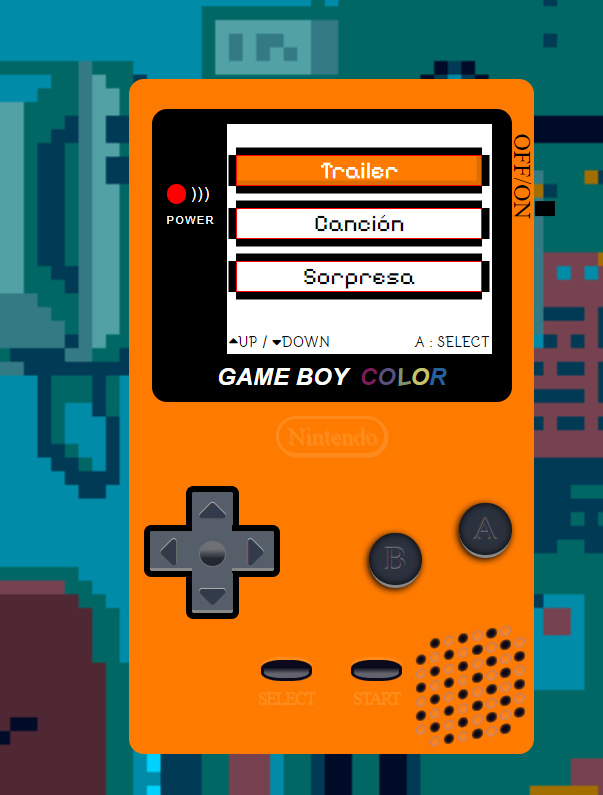 OFF/ON
Trailer
)))
POWER
Canción
Sorpresa
UP / DOWN
A : SELECT
GAME BOY COLOR
Nintendo
A
B
SELECT
START